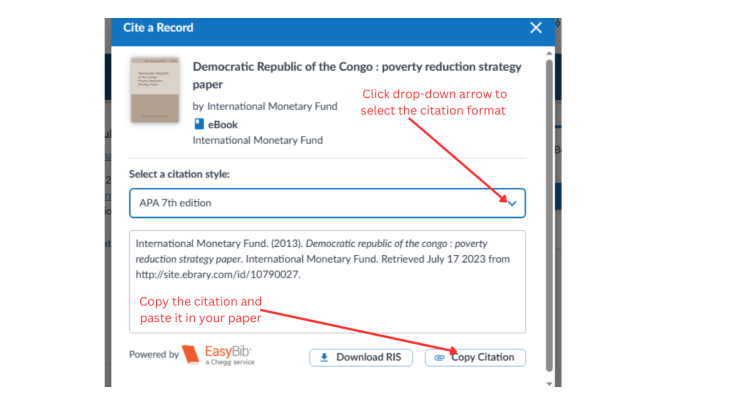 Cite a Record
Democratic Republic of the Congo : poverty reduction strategy
paper
by International Monetary Fund
eBook
International Monetary Fund
Click drop-down arrow to
select the citation format
Select a citation style:
APA 7th edition
International Monetary Fund. (2013). Democratic republic of the congo : poverty
reduction strategy paper. International Monetary Fund. Retrieved July 17 2023 from
http://site.ebrary.com/id/10790027.
Copy the citation and
paste it in your paper
Powered by EasyBib
a Chegg service
Download RIS
Copy Citation